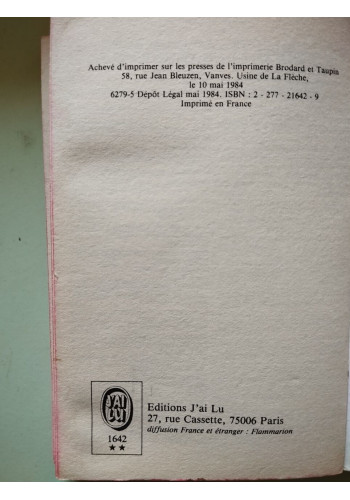 Achevé d'imprimer sur les presses de l'imprimerie Brodard et Taupin
58, rue Jean Bleuzen, Vanves. Usine de La Flèche,
le 10 mai 1984
6279-5 Dépôt Légal mai 1984. ISBN : 2 - 277 - 21642 - 9
Imprimé en France
J'AI
LU
1642
★★
Editions J'ai Lu
27, rue Cassette, 75006 Paris
diffusion France et étranger : Flammarion